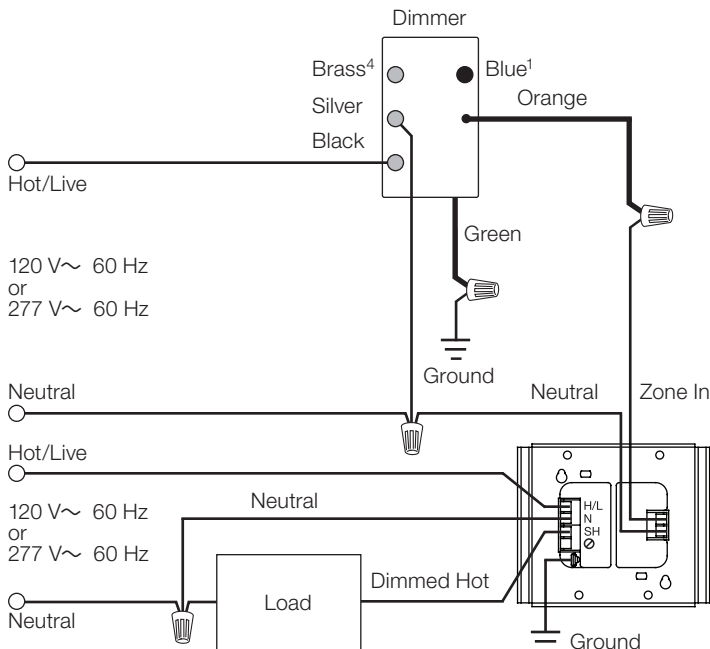 Dimmer
Brass4
Blue1
Orange
Silver
Black
Hot/Live
Green
120 V~ 60 Hz
or
277 V~ 60 Hz
Ground
Neutral
Neutral
Zone In
Hot/Live
Neutral
H/L
N
SH
120 V~ 60 Hz
or
277 V~ 60 Hz
Dimmed Hot
Load
Neutral
Ground